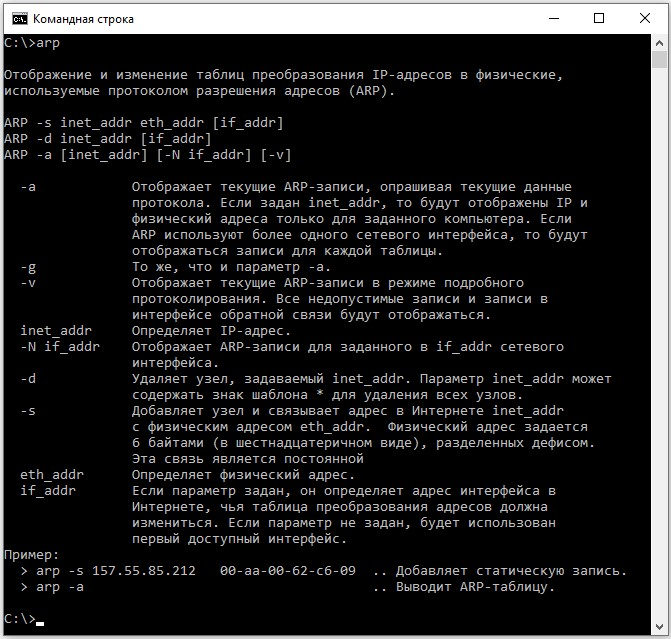 Командная строка
C:\>arp
Отображение и изменение таблиц преобразования IP-адресов в физические,
используемые протоколом разрешения адресов (ARP).
ARP -s inet_addr eth_addr [if_addr]
ARP -d inet_addr [if_addr]
ARP -a [inet_addr] [-N if_addr] [-v]
-a Отображает текущие ARP-записи, опрашивая текущие данные
протокола. Если задан inet_addr, то будут отображены IP и
физический адреса только для заданного компьютера. Если
ARP используют более одного сетевого интерфейса, то будут
отображаться записи для каждой таблицы.
-g То же, что и параметр -a.
-v Отображает текущие ARP-записи в режиме подробного
протоколирования. Все недопустимые записи и записи в
интерфейсе обратной связи будут отображаться.
inet_addr Определяет IP-адрес.
-N if_addr Отображает ARP-записи для заданного в if_addr сетевого
интерфейса.
-d Удаляет узел, задаваемый inet_addr. Параметр inet_addr может
содержать знак шаблона * для удаления всех узлов.
-s Добавляет узел и связывает адрес в Интернете inet_addr
с физическим адресом eth_addr.  Физический адрес задается
6 байтами (в шестнадцатеричном виде), разделенных дефисом.
Эта связь является постоянной
eth_addr Определяет физический адрес.
if_addr Если параметр задан, он определяет адрес интерфейса в
Интернете, чья таблица преобразования адресов должна
измениться. Если параметр не задан, будет использован
первый доступный интерфейс.
Пример:
> arp -s 157.55.85.212   00-aa-00-62-c6-09  .. Добавляет статическую запись.
> arp -a                                    .. Выводит ARP-таблицу.
C:\>